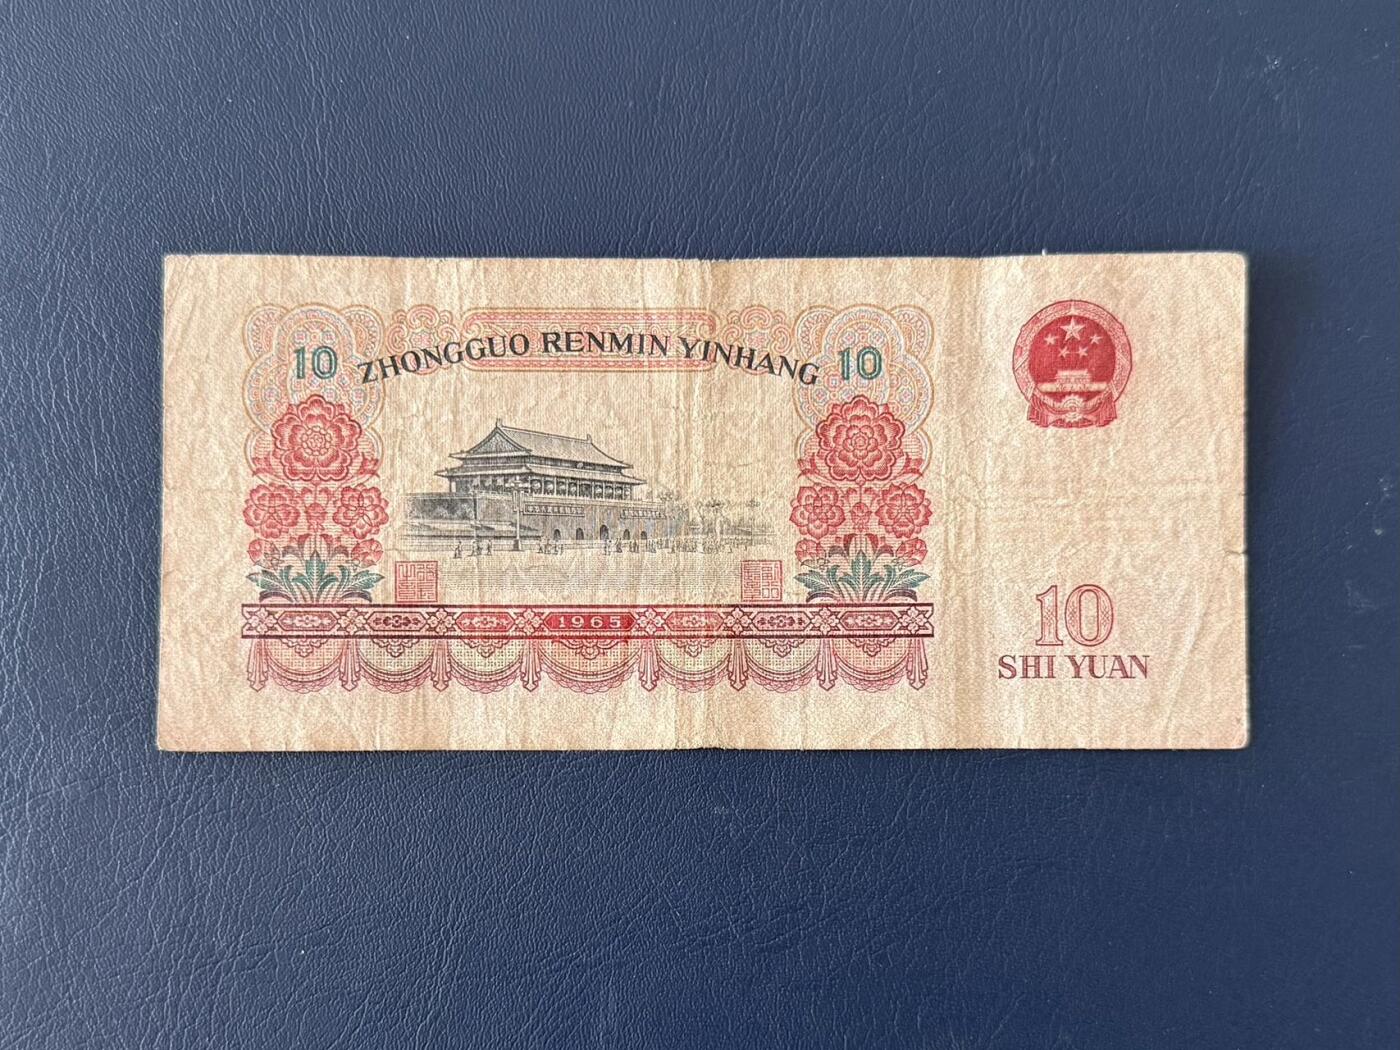 10 ZHONGGUO RENMIN YINHANG 10
1965
10
SHI YUAN